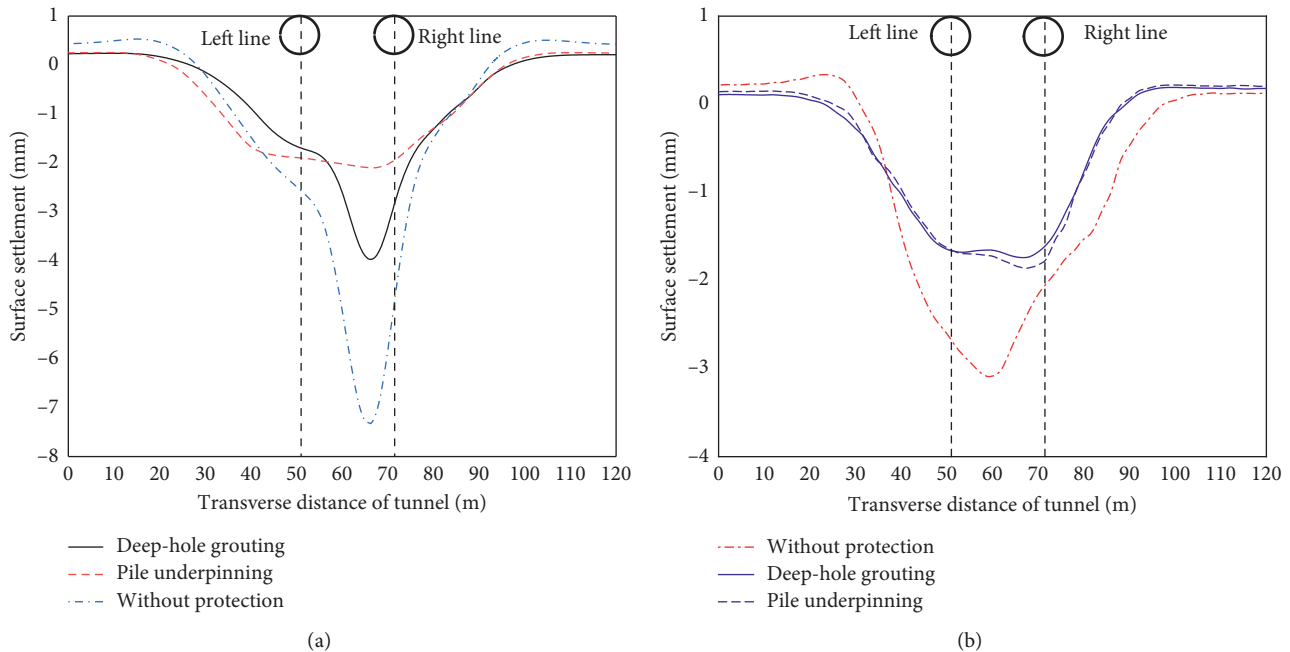 1
0
–1
–2
–3
–4
–5
–6
–7
–8
Surface settlement (mm)
Left line
Right line
0 10 20 30 40 50 60 70 80 90 100 110 120
Transverse distance of tunnel (m)
Deep-hole grouting
Pile underpinning
Without protection
(a)
1
0
–1
–2
–3
–4
Surface settlement (mm)
Left line
Right line
0 10 20 30 40 50 60 70 80 90 100 110 120
Transverse distance of tunnel (m)
Without protection
Deep-hole grouting
Pile underpinning
(b)